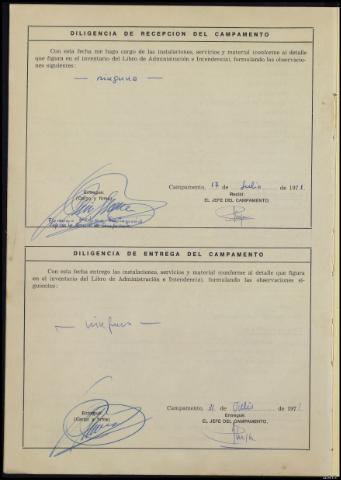 DILIGENCIA DE RECEPCION DEL CAMPAMENTO
Con esta fecha me hago cargo de las instalaciones, servicios y material (conforme al detalle
que figura en el inventario del Libro de Administración e Intendencia), formulando las observacio-
nes siguientes:
— ninguna —
Campamento, 17 de Julio de 1971.
Entregué: Recibí:
(Cargo y firma) EL JEFE DEL CAMPAMENTO
DILIGENCIA DE ENTREGA DEL CAMPAMENTO
Con esta fecha entrego las instalaciones, servicios y material (conforme al detalle que figura
en el inventario del Libro de Administración e Intendencia), formulando las observaciones si-
guientes:
— ninguna —
Campamento, 31 de Julio de 1971
Entregué:
(Cargo y firma) EL JEFE DEL CAMPAMENTO,